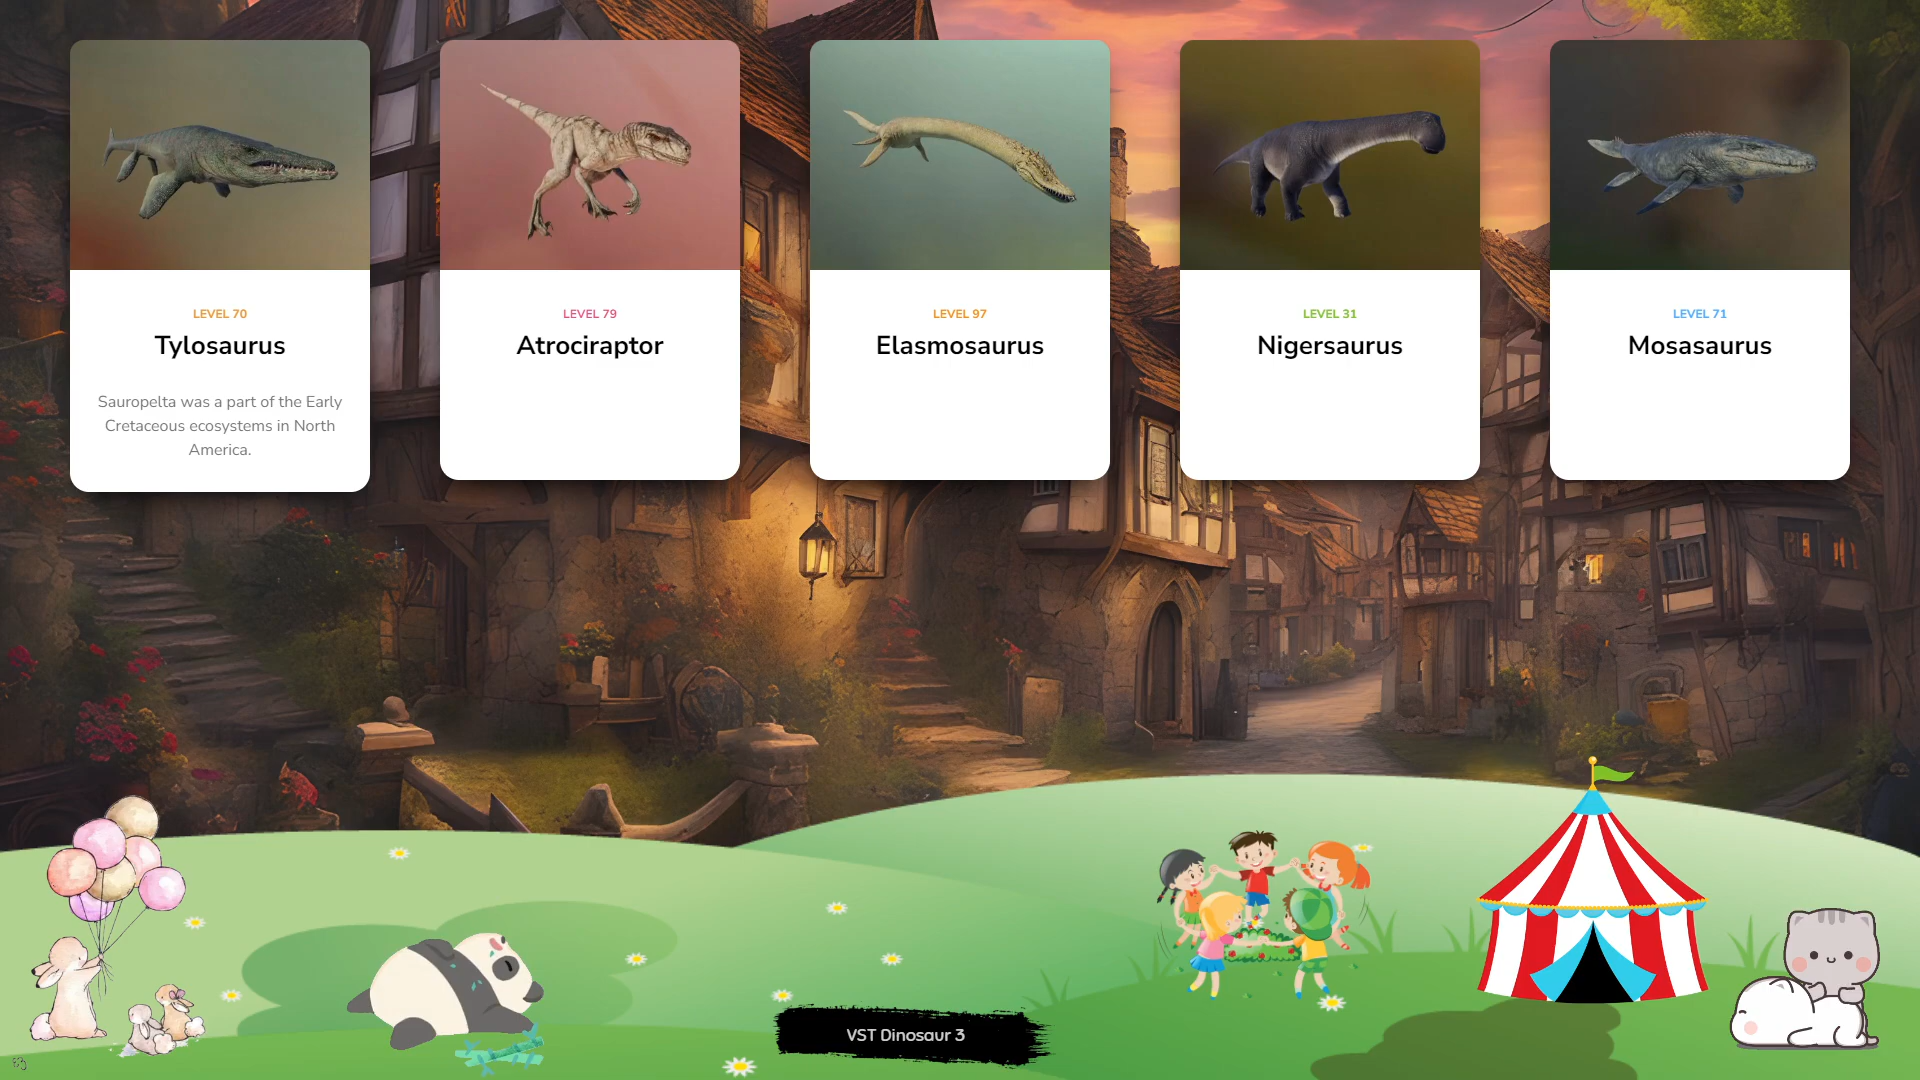 LEVEL 70
Tylosaurus
Sauropelta was a part of the Early
Cretaceous ecosystems in North
America.
LEVEL 79
Atrociraptor
LEVEL 97
Elasmosaurus
LEVEL 31
Nigersaurus
LEVEL 71
Mosasaurus
VST Dinosaur 3